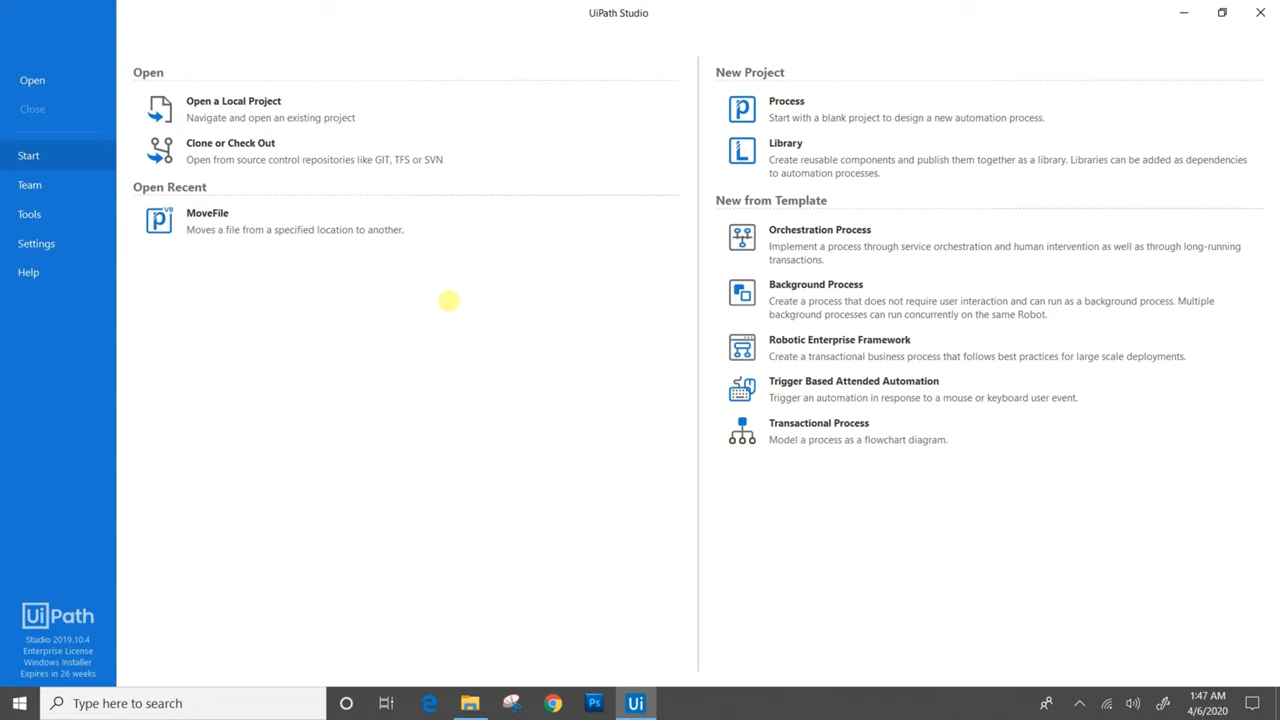 UiPath Studio
Open
Close
Start
Team
Tools
Settings
Help
UiPath
Studio 2019.10.4
Enterprise License
Windows Installer
Expires in 26 weeks
Open
Open a Local Project
Navigate and open an existing project
Clone or Check Out
Open from source control repositories like GIT, TFS or SVN
Open Recent
VB
MoveFile
Moves a file from a specified location to another.
New Project
Process
Start with a blank project to design a new automation process.
Library
Create reusable components and publish them together as a library. Libraries can be added as dependencies
to automation processes.
New from Template
Orchestration Process
Implement a process through service orchestration and human intervention as well as through long-running
transactions.
Background Process
Create a process that does not require user interaction and can run as a background process. Multiple
background processes can run concurrently on the same Robot.
Robotic Enterprise Framework
Create a transactional business process that follows best practices for large scale deployments.
Trigger Based Attended Automation
Trigger an automation in response to a mouse or keyboard user event.
Transactional Process
Model a process as a flowchart diagram.
Type here to search
Ps
Ui
1:47 AM
4/6/2020